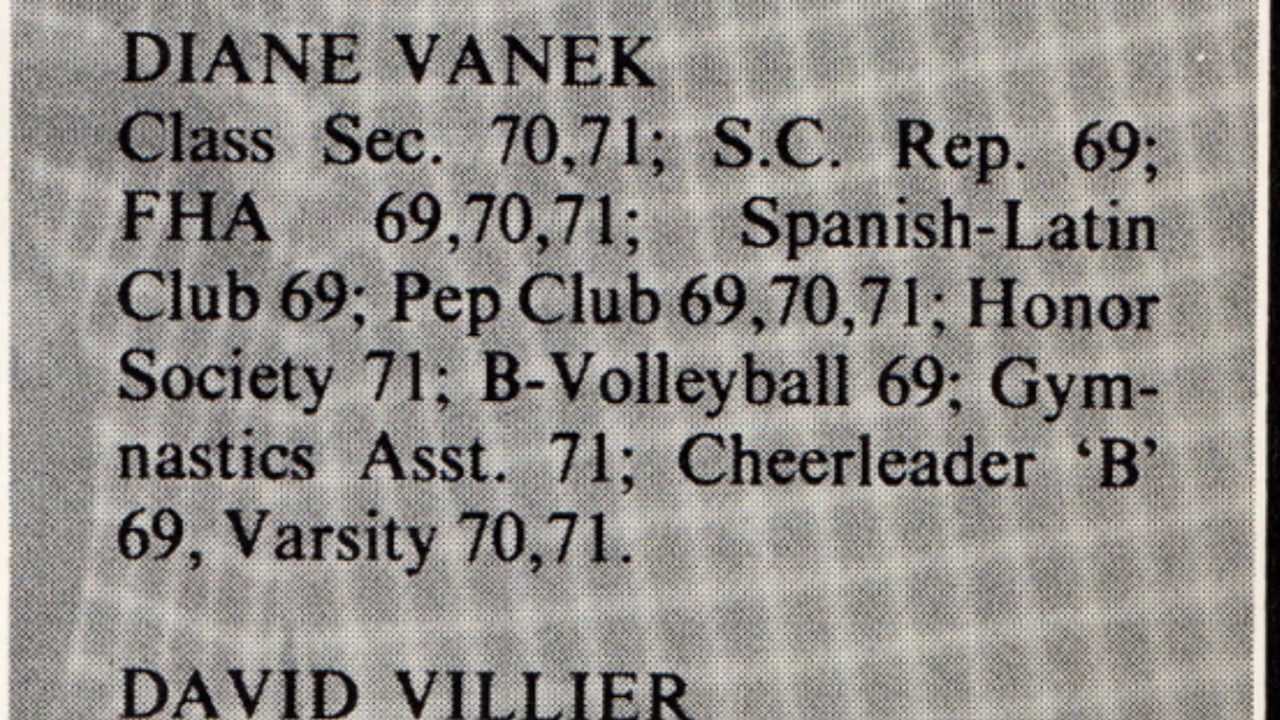 DIANE VANEK
Class Sec. 70,71; S.C. Rep. 69;
FHA 69,70,71; Spanish-Latin
Club 69; Pep Club 69,70,71; Honor
Society 71; B-Volleyball 69; Gym-
nastics Asst. 71; Cheerleader ‘B’
69, Varsity 70,71.
DAVID VILLIER